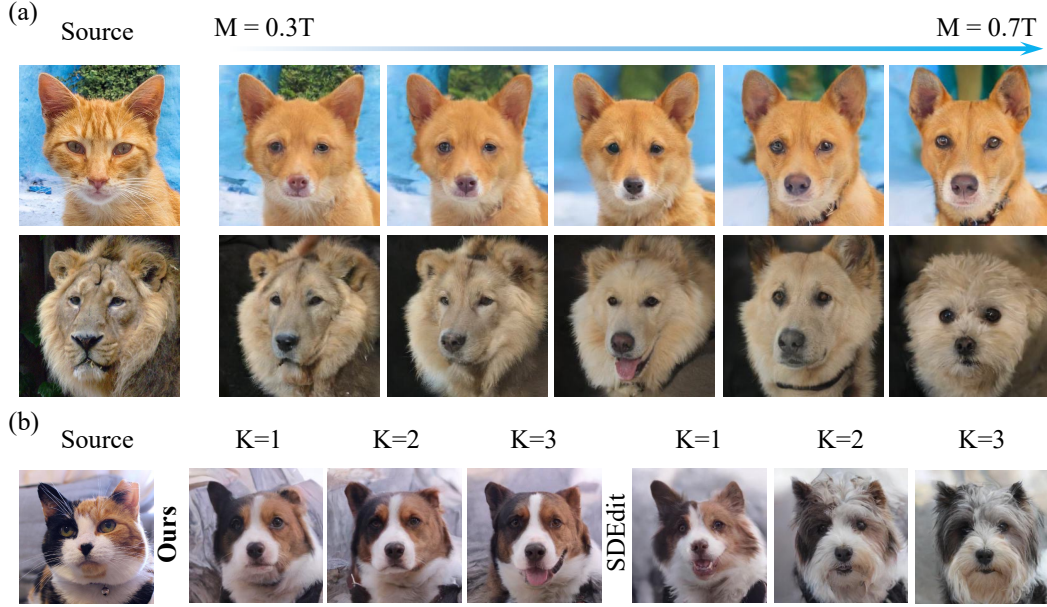 (a)
Source M = 0.3T M = 0.7T
(b)
Source K=1 K=2 K=3 K=1 K=2 K=3
Ours
SDEdit